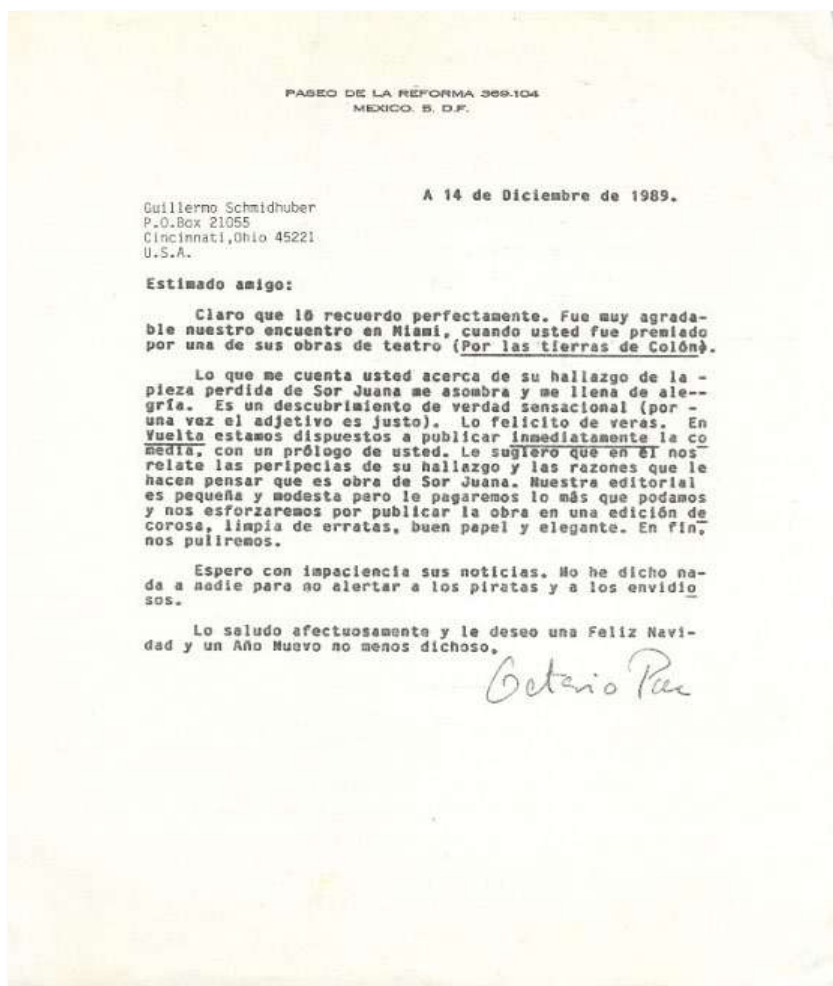 PASEO DE LA REFORMA 369-104
MEXICO. 5. D.F.
A 14 de Diciembre de 1989.
Guillermo Schmidhuber
P.O.Box 21055
Cincinnati,Ohio 45221
U.S.A.
Estimado amigo:
Claro que lo recuerdo perfectamente. Fue muy agrada-
ble nuestro encuentro en Miami, cuando usted fue premiado
por una de sus obras de teatro (Por las tierras de Colón).
Lo que me cuenta usted acerca de su hallazgo de la -
pieza perdida de Sor Juana me asombra y me llena de ale--
gría. Es un descubrimiento de verdad sensacional (por -
una vez el adjetivo es justo). Lo felicito de veras. En
Vuelta estamos dispuestos a publicar inmediatamente la co
media, con un prólogo de usted. Le sugiero que en él nos
relate las peripecias de su hallazgo y las razones que le
hacen pensar que es obra de Sor Juana. Nuestra editorial
es pequeña y modesta pero le pagaremos lo más que podamos
y nos esforzaremos por publicar la obra en una edición de
corosa, limpia de erratas, buen papel y elegante. En fin,
nos puliremos.
Espero con impaciencia sus noticias. No he dicho na-
da a nadie para no alertar a los piratas y a los envidio
sos.
Lo saludo afectuosamente y le deseo una Feliz Navi-
dad y un Año Nuevo no menos dichoso,
Octavio Paz